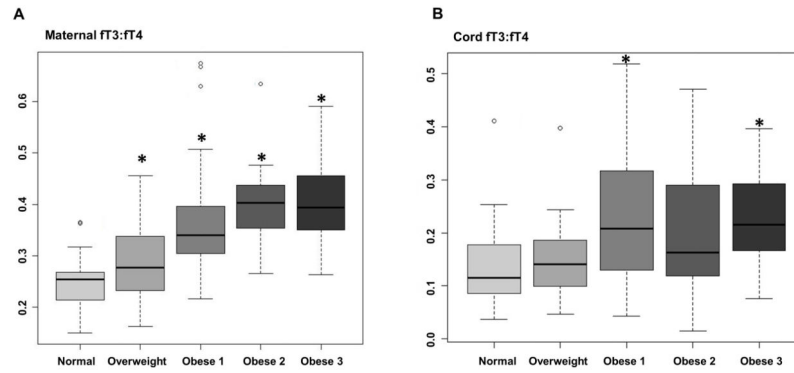 A
Maternal fT3:fT4
0.6
0.5
0.4
0.3
0.2
*
*
*
*
Normal Overweight Obese 1 Obese 2 Obese 3
B
Cord fT3:fT4
0.5
0.4
0.3
0.2
0.1
0.0
*
*
Normal Overweight Obese 1 Obese 2 Obese 3